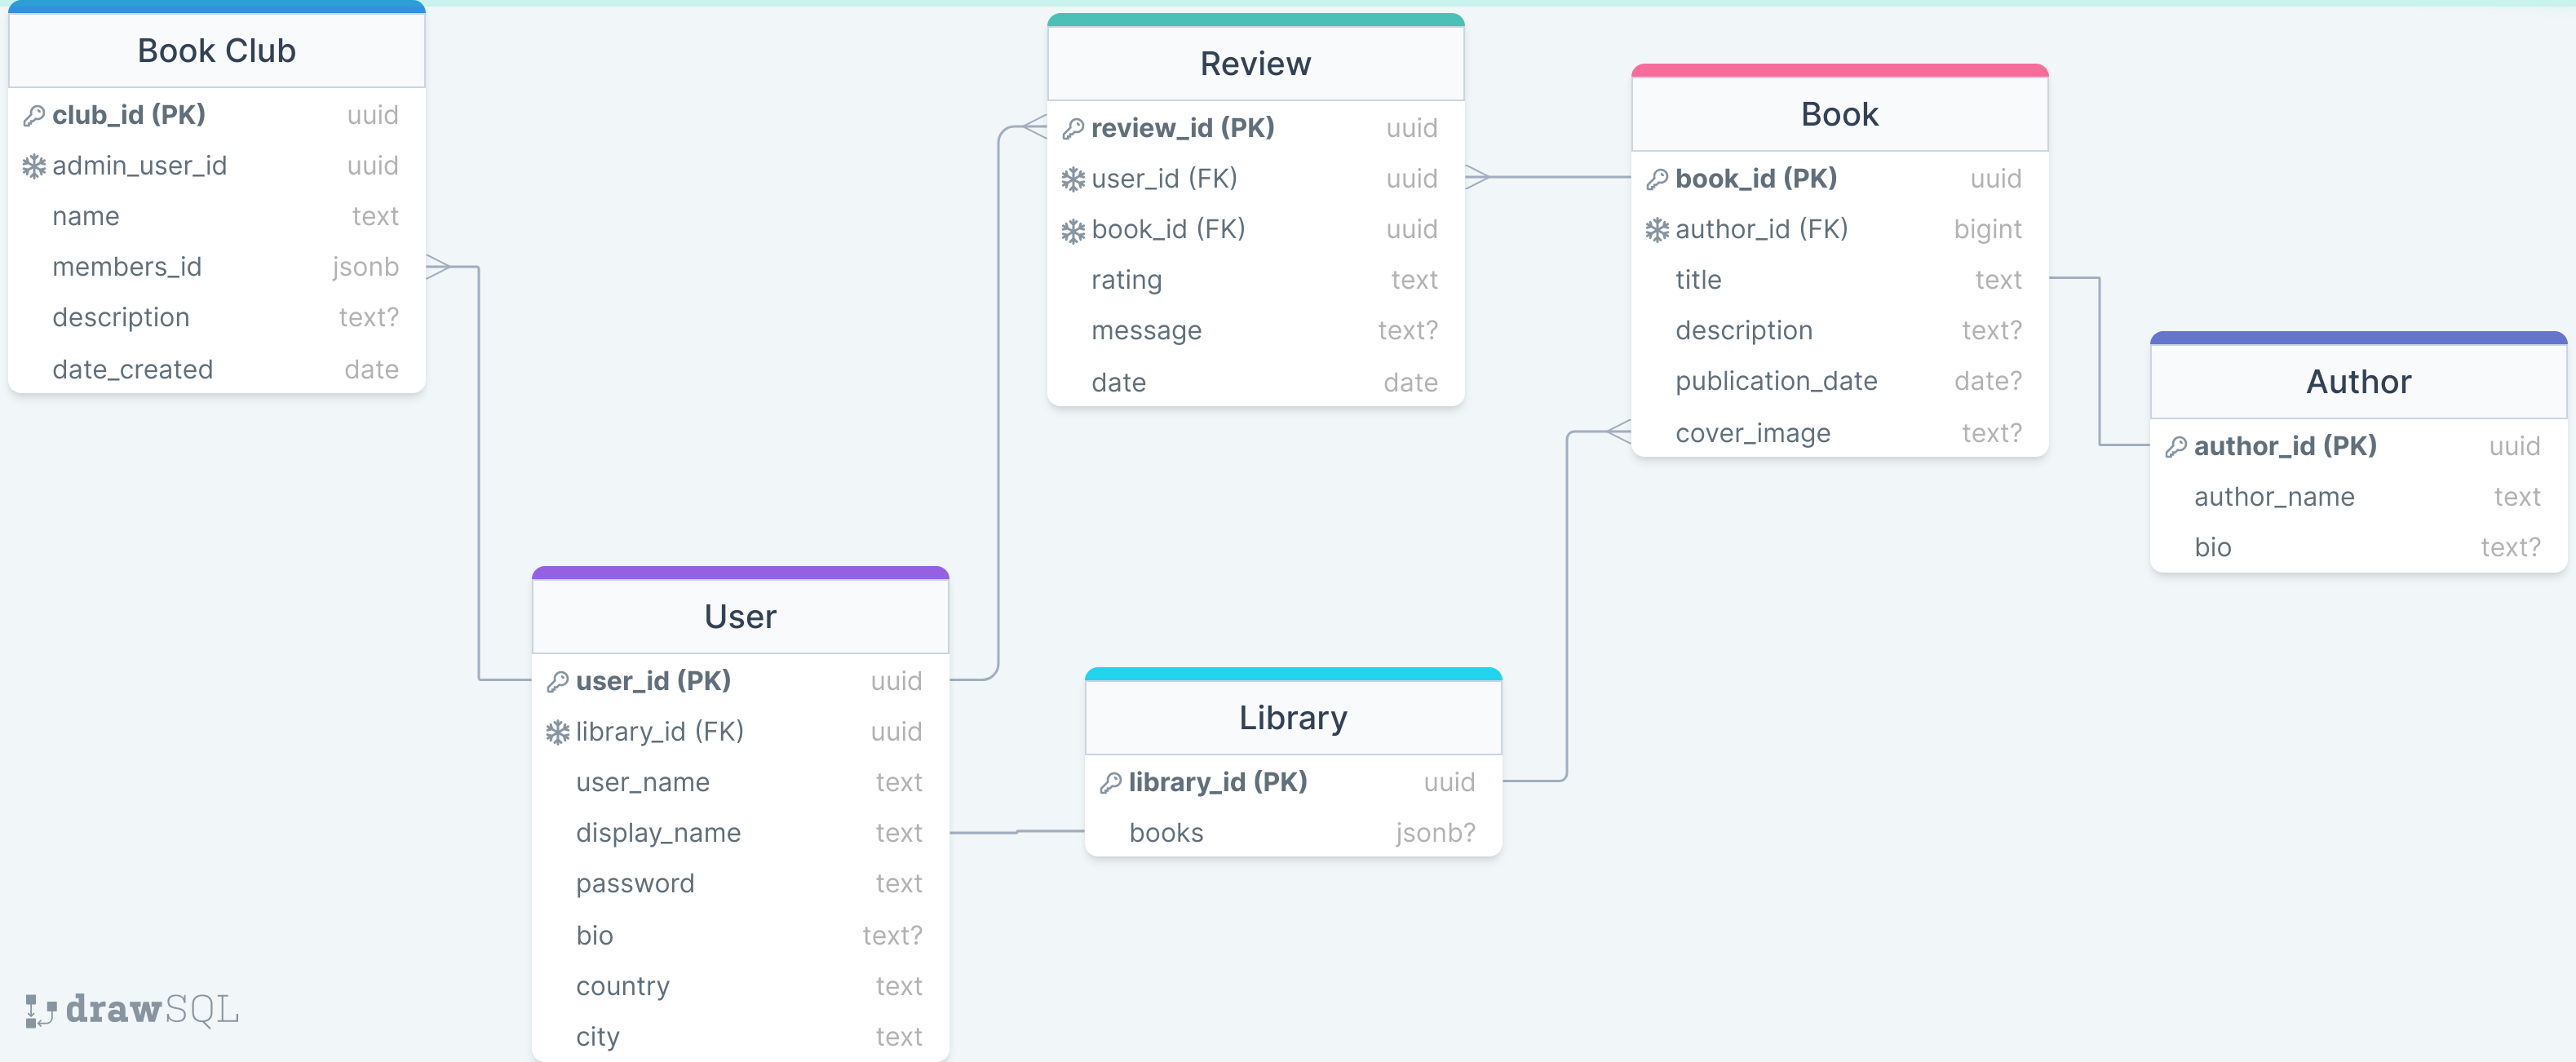 Book Club
club_id (PK) uuid
admin_user_id uuid
name text
members_id jsonb
description text?
date_created date
Review
review_id (PK) uuid
user_id (FK) uuid
book_id (FK) uuid
rating text
message text?
date date
Book
book_id (PK) uuid
author_id (FK) bigint
title text
description text?
publication_date date?
cover_image text?
Author
author_id (PK) uuid
author_name text
bio text?
User
user_id (PK) uuid
library_id (FK) uuid
user_name text
display_name text
password text
bio text?
country text
city text
Library
library_id (PK) uuid
books jsonb?
drawSQL